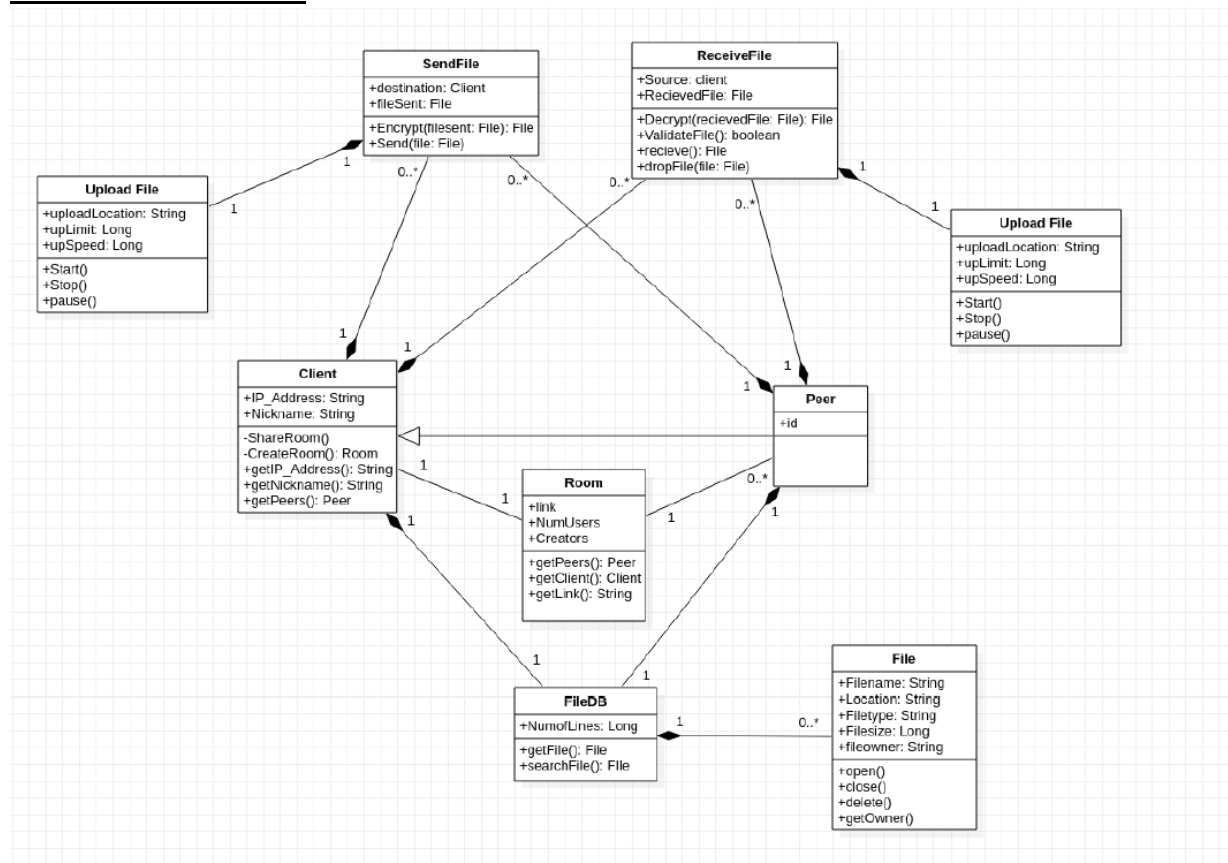 SendFile
+destination: Client
+fileSent: File
+Encrypt(filesent: File): File
+Send(file: File)
ReceiveFile
+Source: client
+RecievedFile: File
+Decrypt(recievedFile: File): File
+ValidateFile(): boolean
+recieve(): File
+dropFile(file: File)
1
1
0..*
0..*
0..*
0..*
1
1
Upload File
+uploadLocation: String
+upLimit: Long
+upSpeed: Long
+Start()
+Stop()
+pause()
Upload File
+uploadLocation: String
+upLimit: Long
+upSpeed: Long
+Start()
+Stop()
+pause()
1
1
1
1
Client
+IP_Address: String
+Nickname: String
-ShareRoom()
-CreateRoom(): Room
+getIP_Address(): String
+getNickname(): String
+getPeers(): Peer
Peer
+id
1
1
0..*
1
1
1
Room
+link
+NumUsers
+Creators
+getPeers(): Peer
+getClient(): Client
+getLink(): String
1
1
FileDB
+NumofLines: Long
+getFile(): File
+searchFile(): FIle
1
0..*
File
+Filename: String
+Location: String
+Filetype: String
+Filesize: Long
+fileowner: String
+open()
+close()
+delete()
+getOwner()